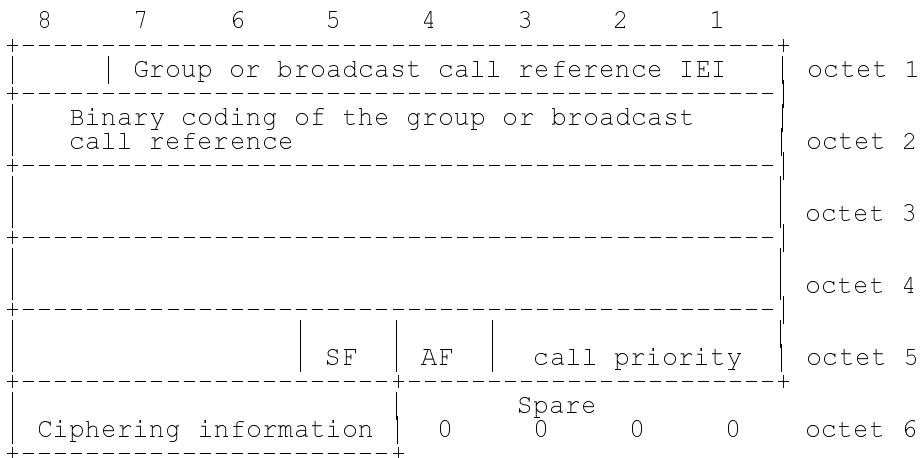 8 7 6 5 4 3 2 1
Group or broadcast call reference IEI octet 1
Binary coding of the group or broadcast
call reference octet 2
octet 3
octet 4
SF AF call priority octet 5
Spare
Ciphering information 0 0 0 0 octet 6